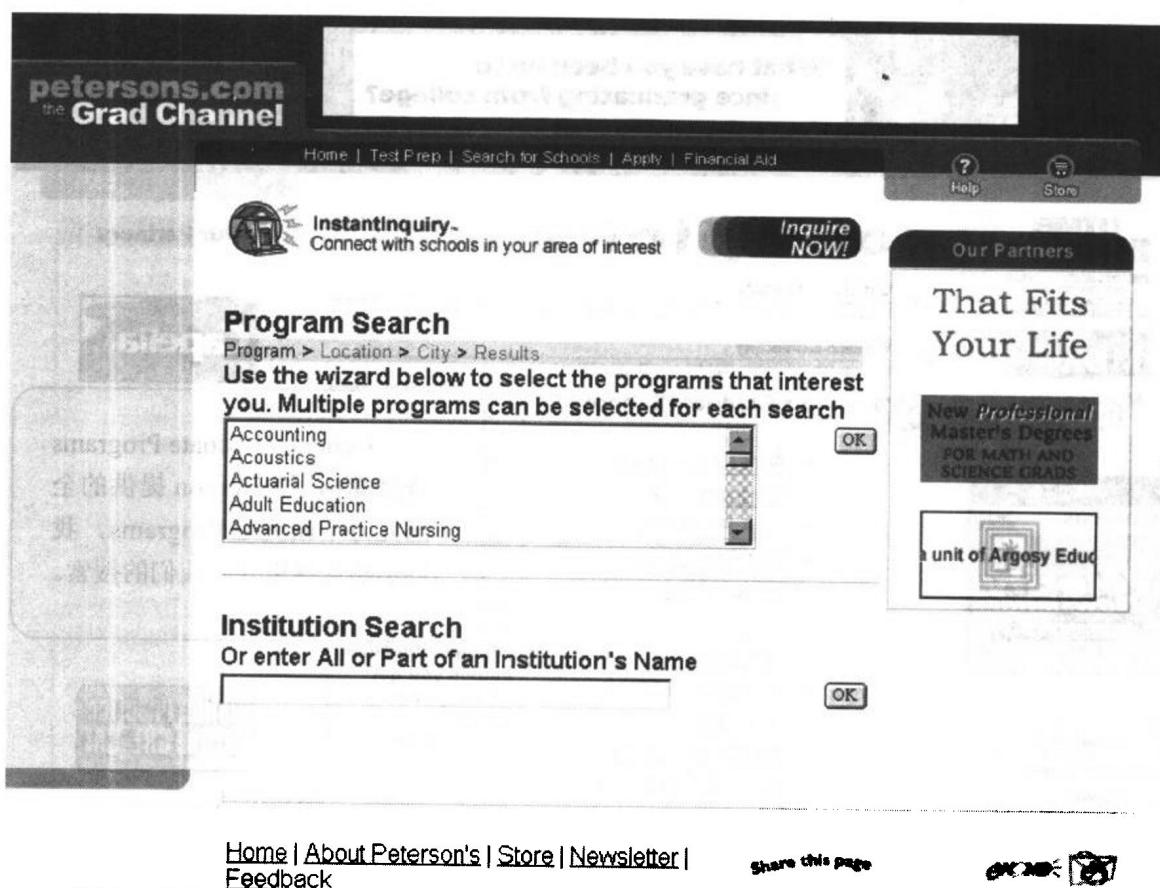 petersons.com
the Grad Channel
Home | Test Prep | Search for Schools | Apply | Financial Aid
Help
Store
InstantInquiry
Connect with schools in your area of interest
Inquire
NOW!
Our Partners
That Fits
Your Life
New Professional
Master's Degrees
FOR MATH AND
SCIENCE GRADS
unit of Argosy Educ
Program Search
Program > Location > City > Results
Use the wizard below to select the programs that interest
you. Multiple programs can be selected for each search
Accounting
Acoustics
Actuarial Science
Adult Education
Advanced Practice Nursing
OK
Institution Search
Or enter All or Part of an Institution's Name
OK
Home | About Peterson's | Store | Newsletter |
Feedback
Share this page